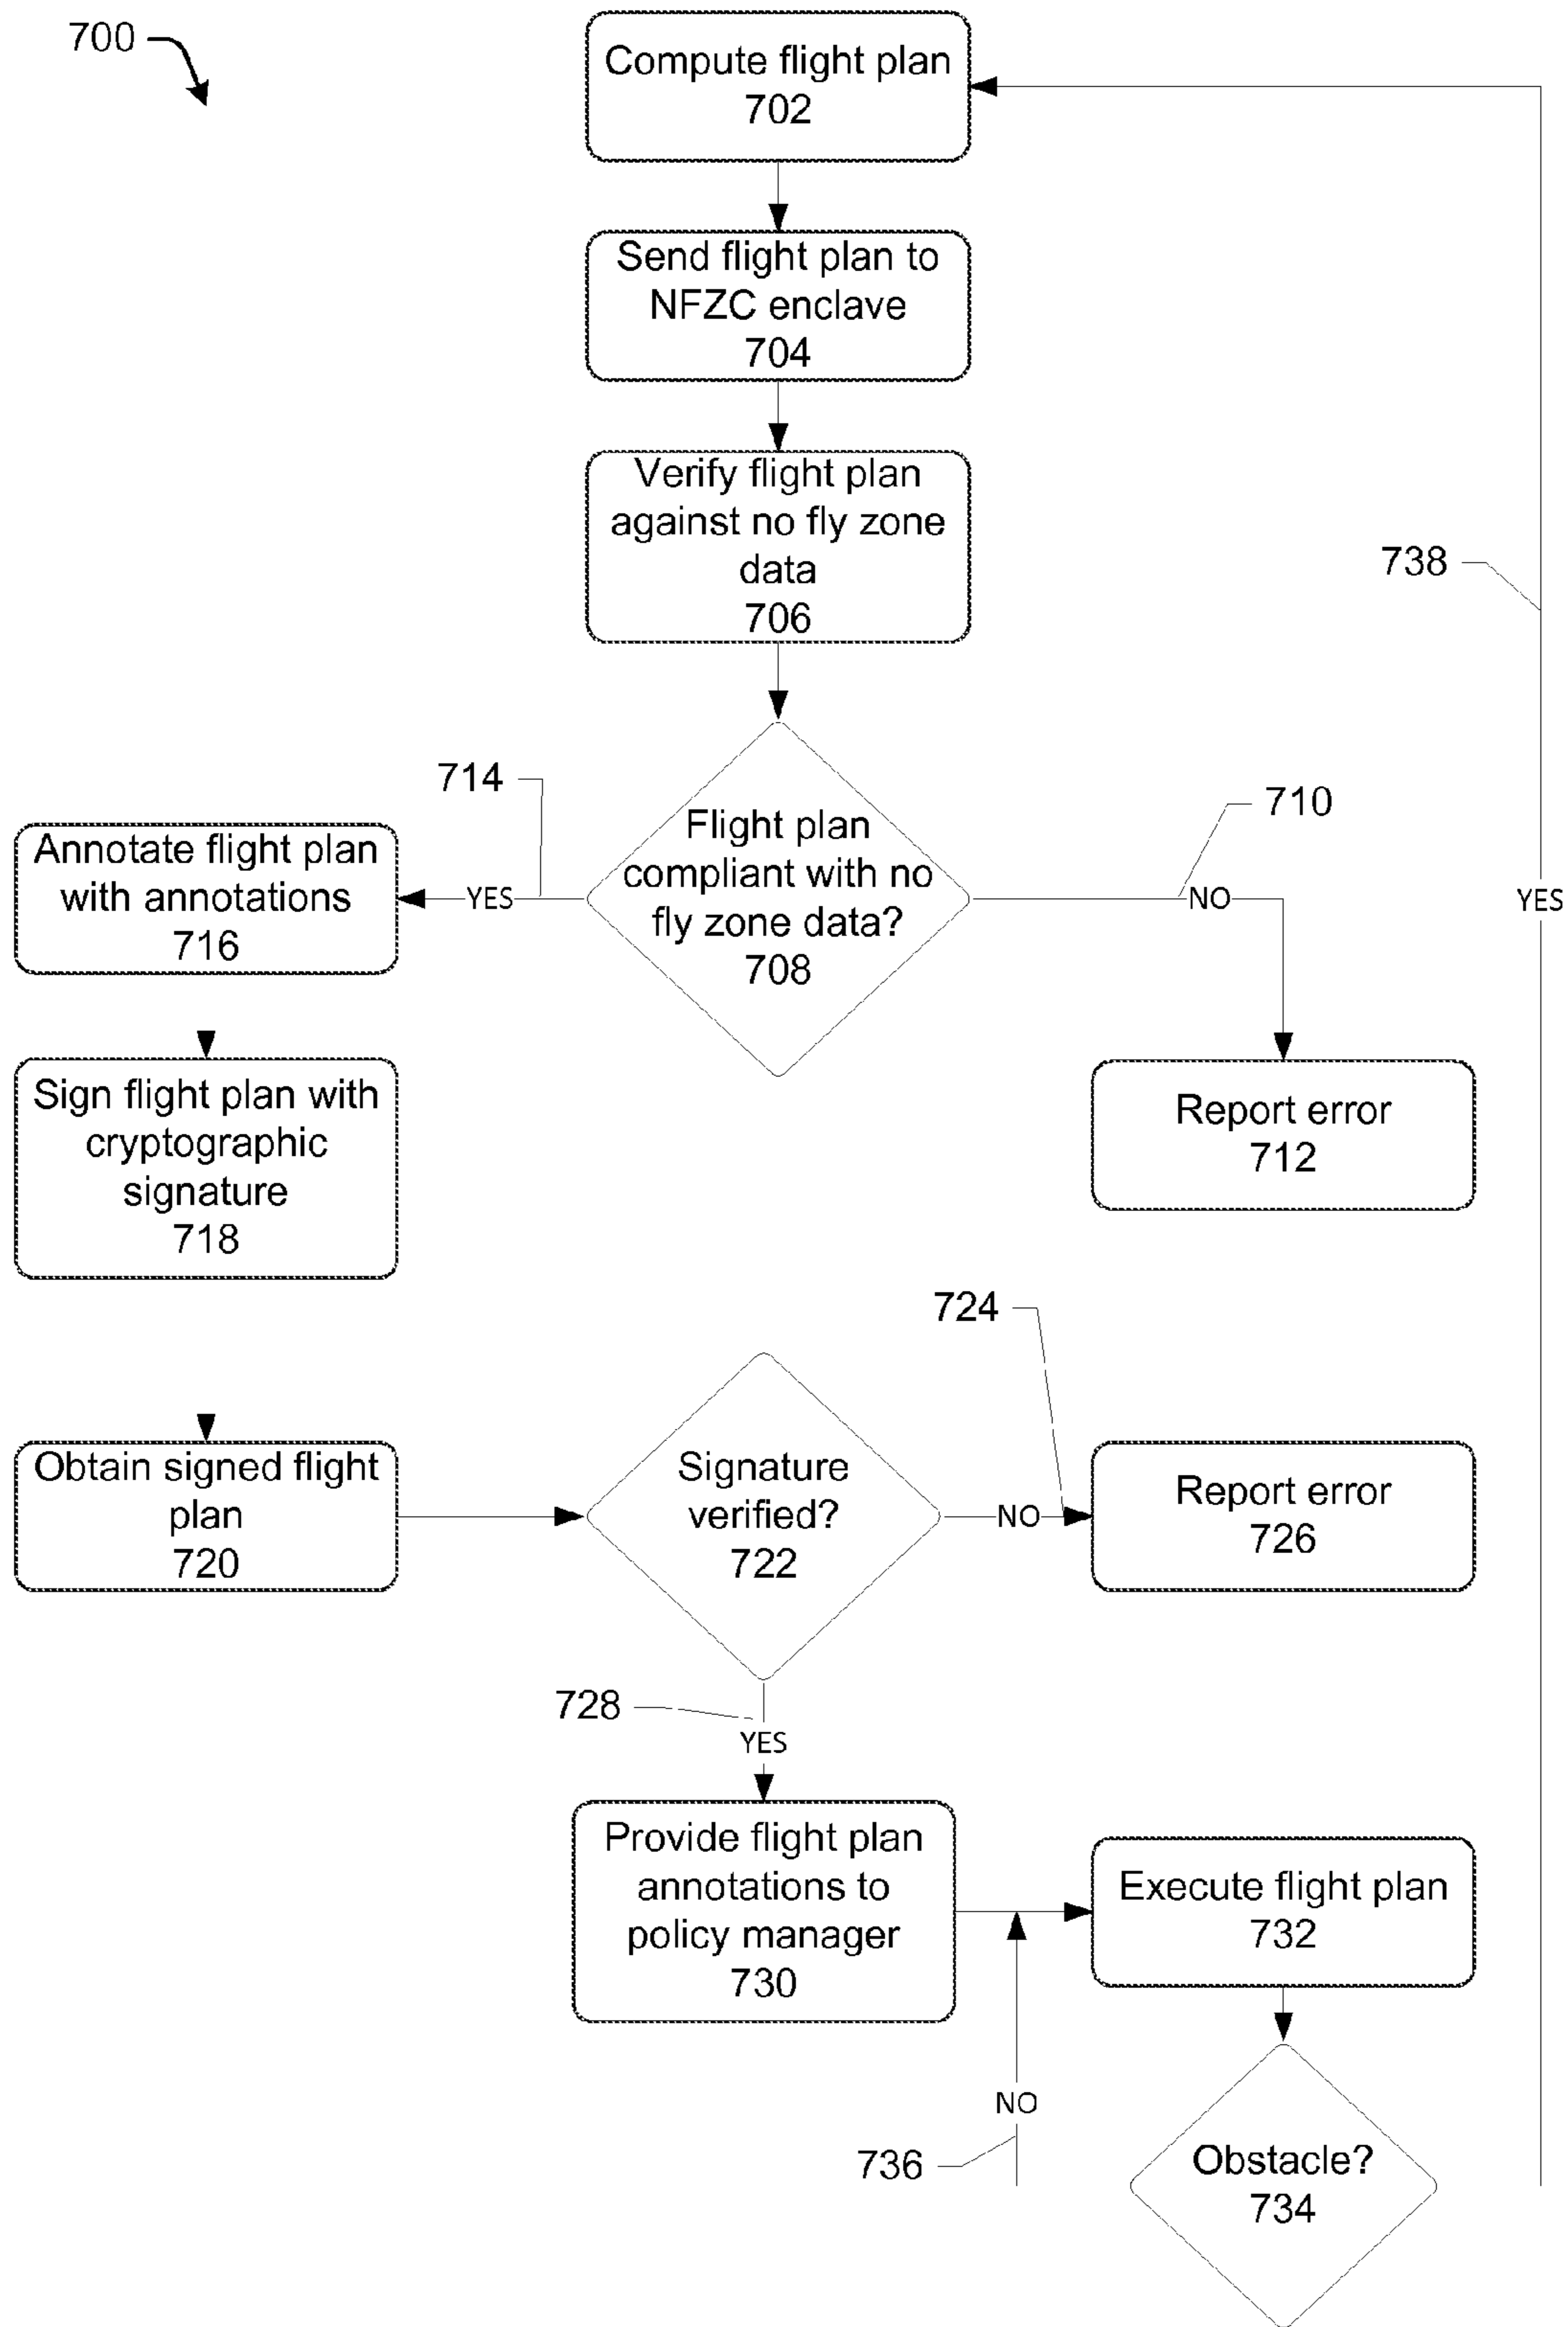 700
Compute flight plan
702
Send flight plan to
NFZC enclave
704
Verify flight plan
against no fly zone
data
706
738
714
710
Flight plan
compliant with no
fly zone data?
708
YES
NO
YES
Annotate flight plan
with annotations
716
Sign flight plan with
cryptographic
signature
718
Report error
712
724
Obtain signed flight
plan
720
Signature
verified?
722
NO
Report error
726
728
YES
Provide flight plan
annotations to
policy manager
730
Execute flight plan
732
NO
736
Obstacle?
734